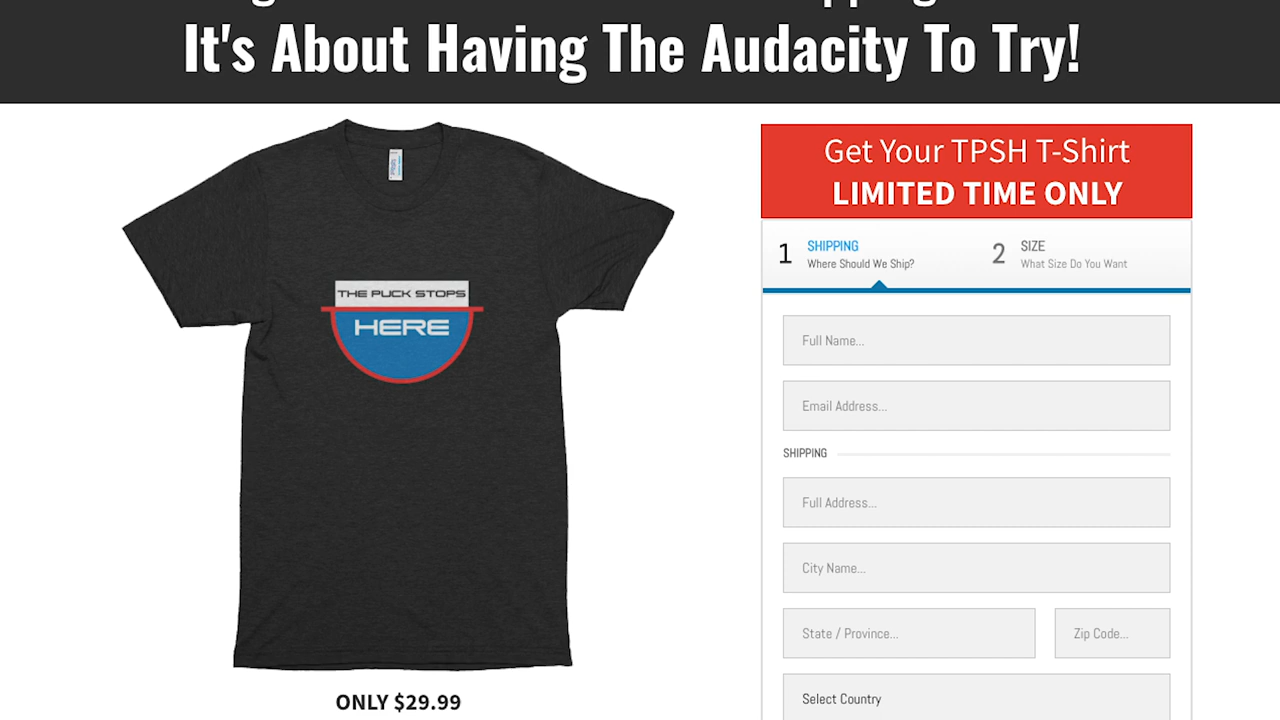 It's About Having The Audacity To Try!
THE PUCK STOPS
HERE
ONLY $29.99
Get Your TPSH T-Shirt
LIMITED TIME ONLY
1 SHIPPING
Where Should We Ship?
2 SIZE
What Size Do You Want
Full Name...
Email Address...
SHIPPING
Full Address...
City Name...
State / Province...
Zip Code...
Select Country